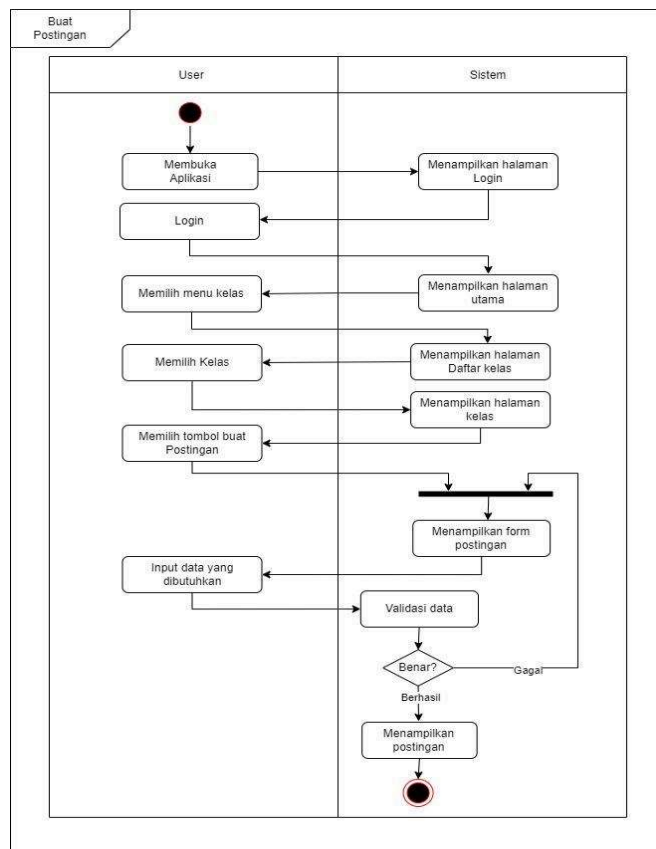 Buat
Postingan
User
Sistem
Membuka
Aplikasi
Menampilkan halaman
Login
Login
Menampilkan halaman
utama
Memilih menu kelas
Menampilkan halaman
Daftar kelas
Memilih Kelas
Menampilkan halaman
kelas
Memilih tombol buat
Postingan
Menampilkan form
postingan
Input data yang
dibutuhkan
Validasi data
Benar?
Gagal
Berhasil
Menampilkan
postingan